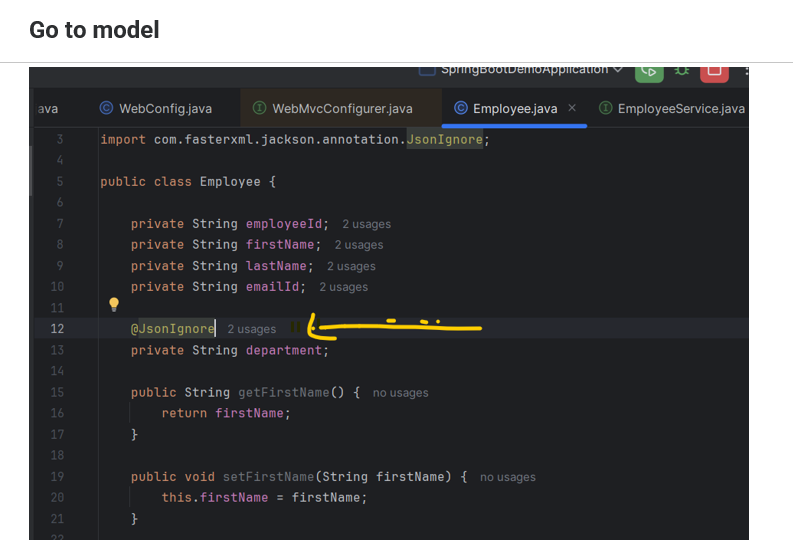 Go to model
SpringBootDemoApplication
ava WebConfig.java WebMvcConfigurer.java Employee.java × EmployeeService.java
3 import com.fasterxml.jackson.annotation.JsonIgnore;
4
5 public class Employee {
6
7 private String employeeId; 2 usages
8 private String firstName; 2 usages
9 private String lastName; 2 usages
10 private String emailId; 2 usages
11
12 @JsonIgnore 2 usages
13 private String department;
14
15 public String getFirstName() { no usages
16 return firstName;
17 }
18
19 public void setFirstName(String firstName) { no usages
20 this.firstName = firstName;
21 }
22